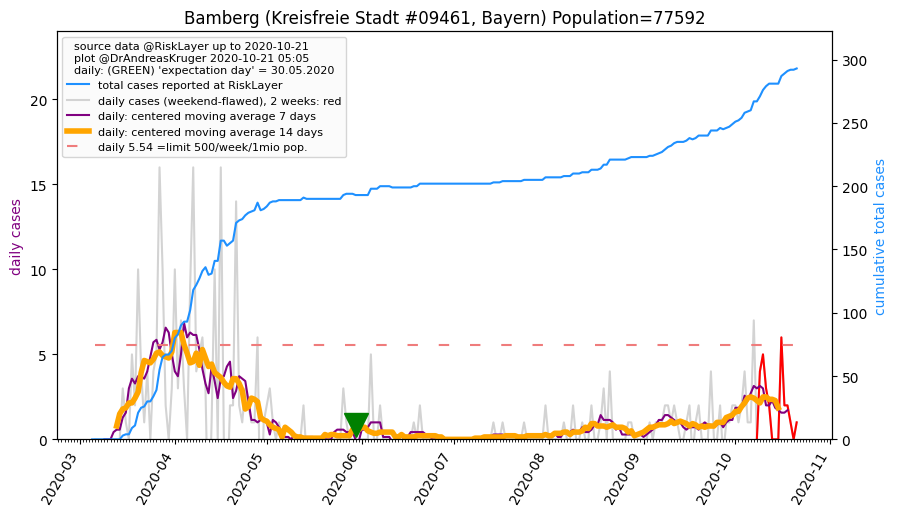 Bamberg (Kreisfreie Stadt #09461, Bayern) Population=77592
source data @RiskLayer up to 2020-10-21
plot @DrAndreasKruger 2020-10-21 05:05
daily: (GREEN) 'expectation day' = 30.05.2020
total cases reported at RiskLayer
daily cases (weekend-flawed), 2 weeks: red
daily: centered moving average 7 days
daily: centered moving average 14 days
daily 5.54 =limit 500/week/1mio pop.
daily cases
20
15
10
5
0
cumulative total cases
300
250
200
150
100
50
0
2020-03
2020-04
2020-05
2020-06
2020-07
2020-08
2020-09
2020-10
2020-11